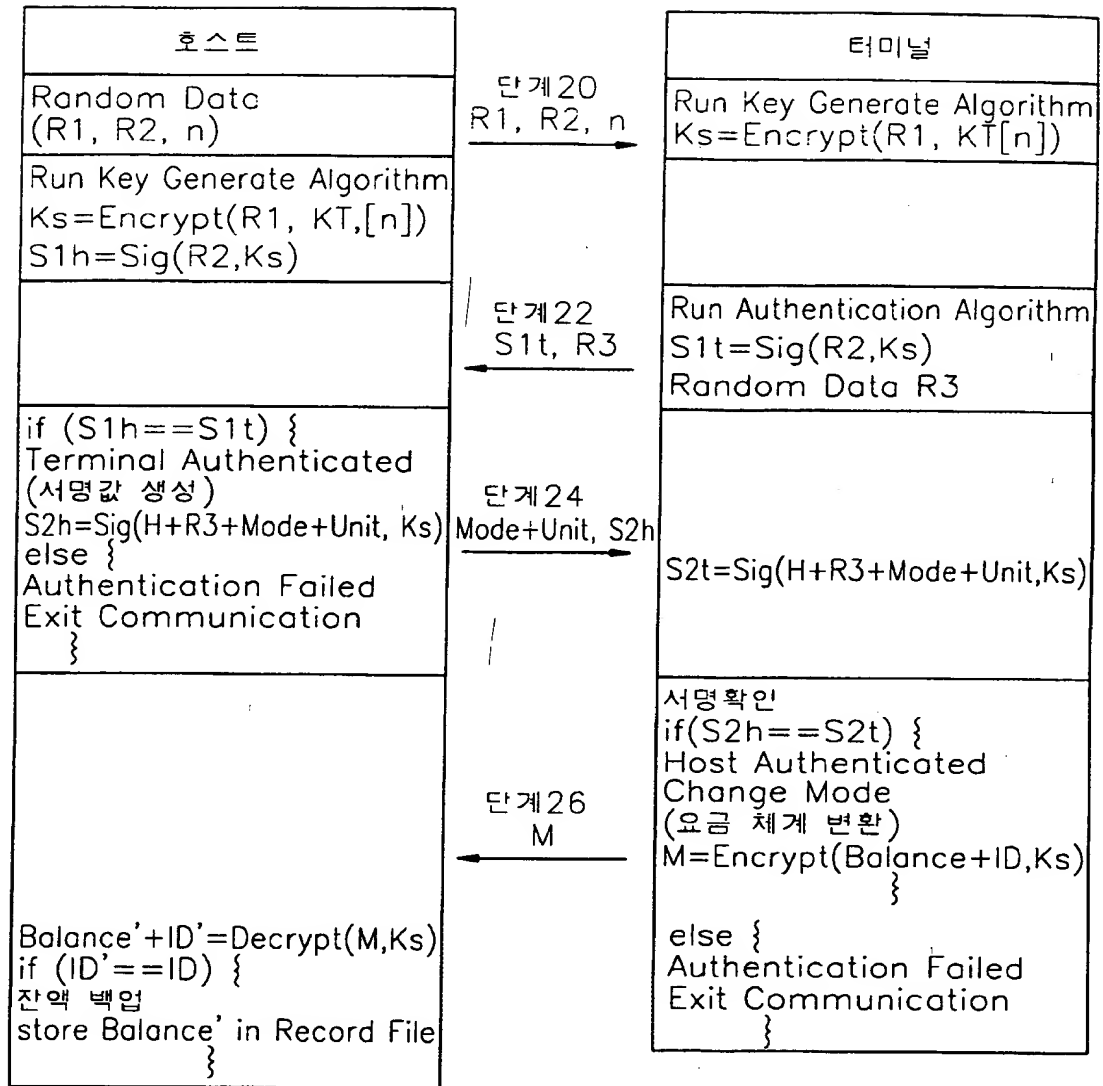 호스트
Random Data
(R1, R2, n)
Run Key Generate Algorithm
Ks=Encrypt(R1, KT,[n])
S1h=Sig(R2,Ks)
if (S1h==S1t) {
Terminal Authenticated
(서명값 생성)
S2h=Sig(H+R3+Mode+Unit, Ks)
else {
Authentication Failed
Exit Communication
}
Balance'+ID'=Decrypt(M,Ks)
if (ID'==ID) {
잔액 백업
store Balance' in Record File
}
단계20
R1, R2, n
단계22
S1t, R3
단계24
Mode+Unit, S2h
단계26
M
터미널
Run Key Generate Algorithm
Ks=Encrypt(R1, KT[n])
Run Authentication Algorithm
S1t=Sig(R2,Ks)
Random Data R3
S2t=Sig(H+R3+Mode+Unit,Ks)
서명확인
if(S2h==S2t) {
Host Authenticated
Change Mode
(요금 체계 변환)
M=Encrypt(Balance+ID,Ks)
}
else {
Authentication Failed
Exit Communication
}